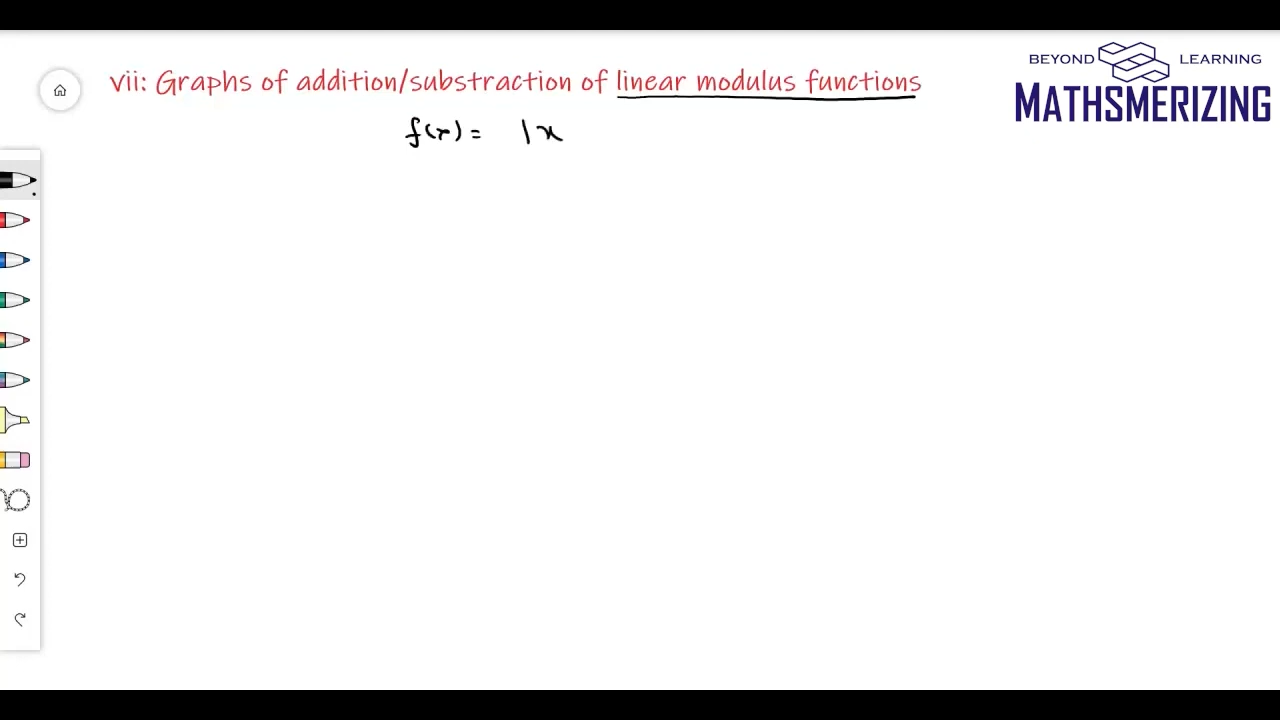 BEYOND LEARNING
MATHSMERIZING
vii: Graphs of addition/substraction of linear modulus functions
f(x) = |x